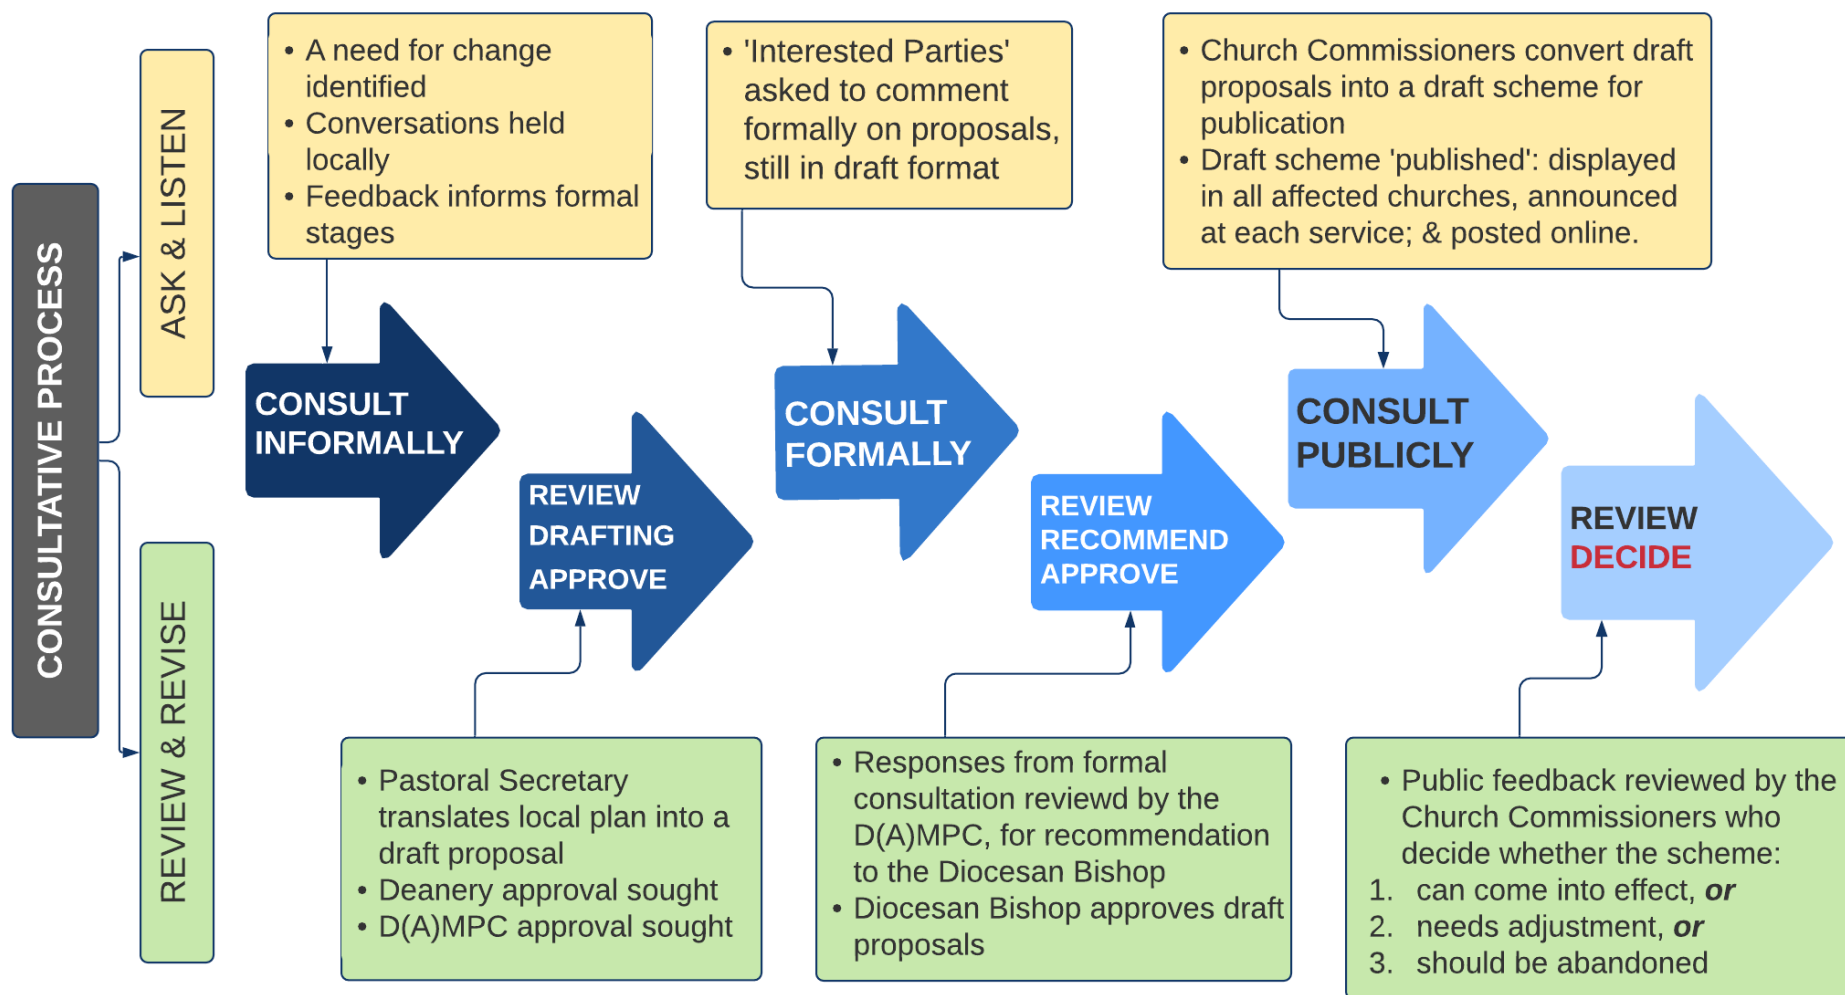 CONSULTATIVE PROCESS
ASK & LISTEN
REVIEW & REVISE
• A need for change
identified
• Conversations held
locally
• Feedback informs formal
stages
CONSULT
INFORMALLY
REVIEW
DRAFTING
APPROVE
• Pastoral Secretary
translates local plan into a
draft proposal
• Deanery approval sought
• D(A)MPC approval sought
• 'Interested Parties'
asked to comment
formally on proposals,
still in draft format
CONSULT
FORMALLY
REVIEW
RECOMMEND
APPROVE
• Responses from formal
consultation reviewd by the
D(A)MPC, for recommendation
to the Diocesan Bishop
• Diocesan Bishop approves draft
proposals
• Church Commissioners convert draft
proposals into a draft scheme for
publication
• Draft scheme 'published': displayed
in all affected churches, announced
at each service; & posted online.
CONSULT
PUBLICLY
REVIEW
DECIDE
• Public feedback reviewed by the
Church Commissioners who
decide whether the scheme:
1. can come into effect, or
2. needs adjustment, or
3. should be abandoned